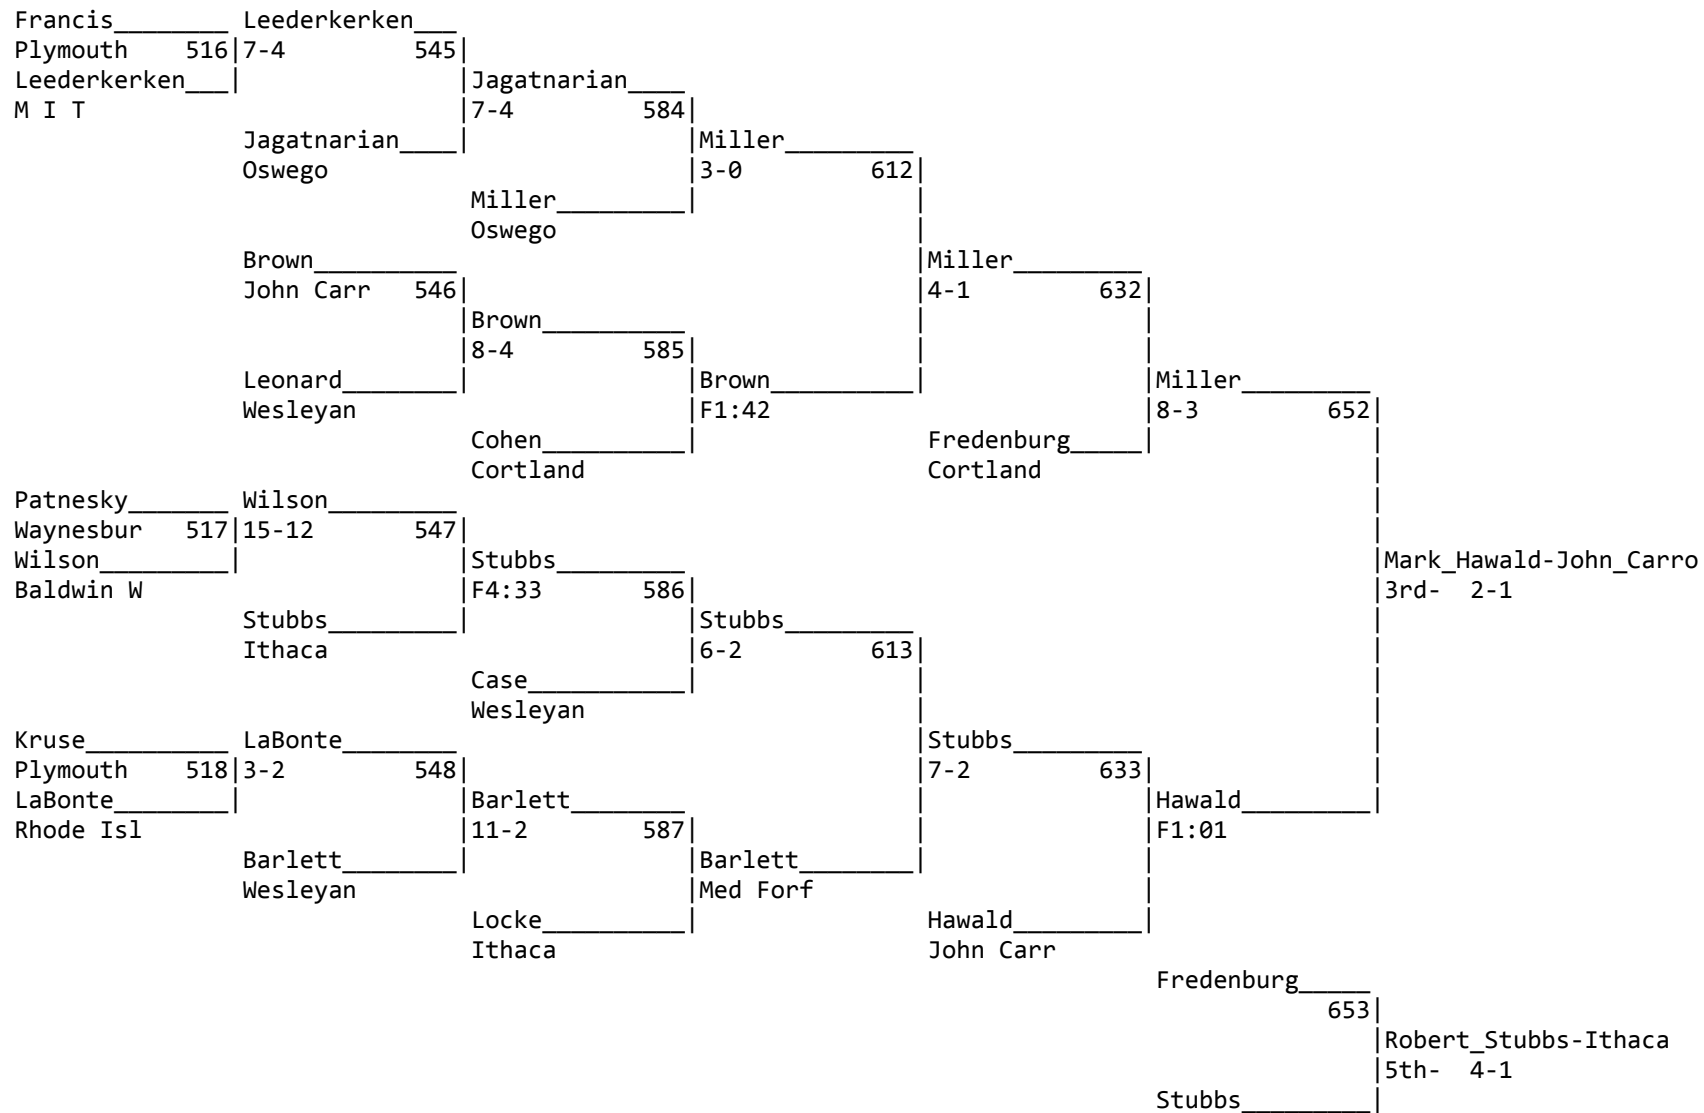 Francis________ Leederkerken___
Plymouth    516|7-4         545|
Leederkerken___|               |Jagatnarian____
M I T                          |7-4         584|
                Jagatnarian____|               |Miller_________
                Oswego                         |3-0         612|
                                Miller_________|               |
                                Oswego                         |
                Brown__________                                |Miller_________
                John Carr   546|                               |4-1         632|
                               |Brown__________                |               |
                               |8-4         585|               |               |
                Leonard________|               |Brown__________|               |Miller_________
                Wesleyan                       |F1:42                          |8-3         652|
                                Cohen__________|                Fredenburg_____|               |
                                Cortland                        Cortland                       |
Patnesky_______ Wilson_________                                                                |
Waynesbur   517|15-12       547|                                                               |
Wilson_________|               |Stubbs_________                                                |Mark_Hawald-John_Carro
Baldwin W                      |F4:33       586|                                               |3rd-  2-1
                Stubbs_________|               |Stubbs_________                                |
                Ithaca                         |6-2         613|                               |
                                Case___________|               |                               |
                                Wesleyan                       |                               |
Kruse__________ LaBonte________                                |Stubbs_________                |
Plymouth    518|3-2         548|                               |7-2         633|               |
LaBonte________|               |Barlett________                |               |Hawald_________|
Rhode Isl                      |11-2        587|               |               |F1:01
                Barlett________|               |Barlett________|               |
                Wesleyan                       |Med Forf                       |
                                Locke__________|                Hawald_________|
                                Ithaca                          John Carr
                                                                                Fredenburg_____
                                                                                            653|
                                                                                               |Robert_Stubbs-Ithaca
                                                                                               |5th-  4-1
                                                                                Stubbs_________|